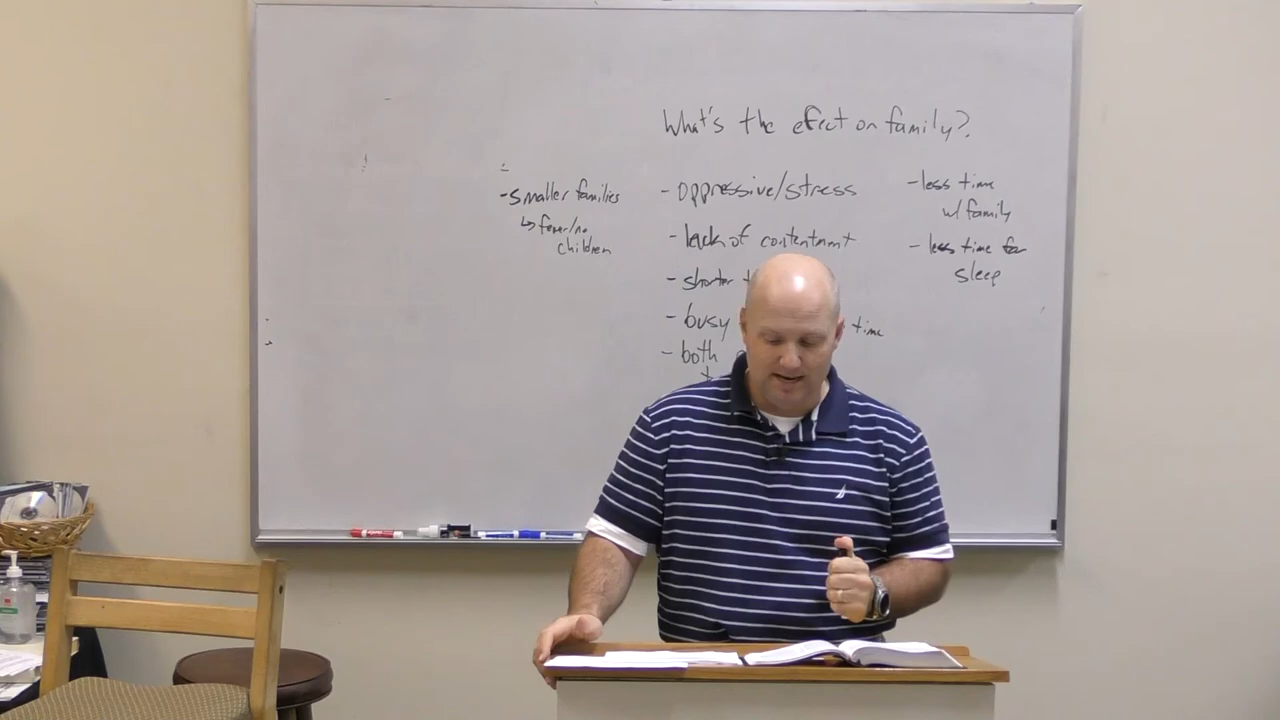 What's the effect on family?
-smaller families
↳ fewer/no
children
- oppressive/stress
- lack of contentment
- shorter
- busy
time
- both
-less time
w/ family
- less time for
sleep